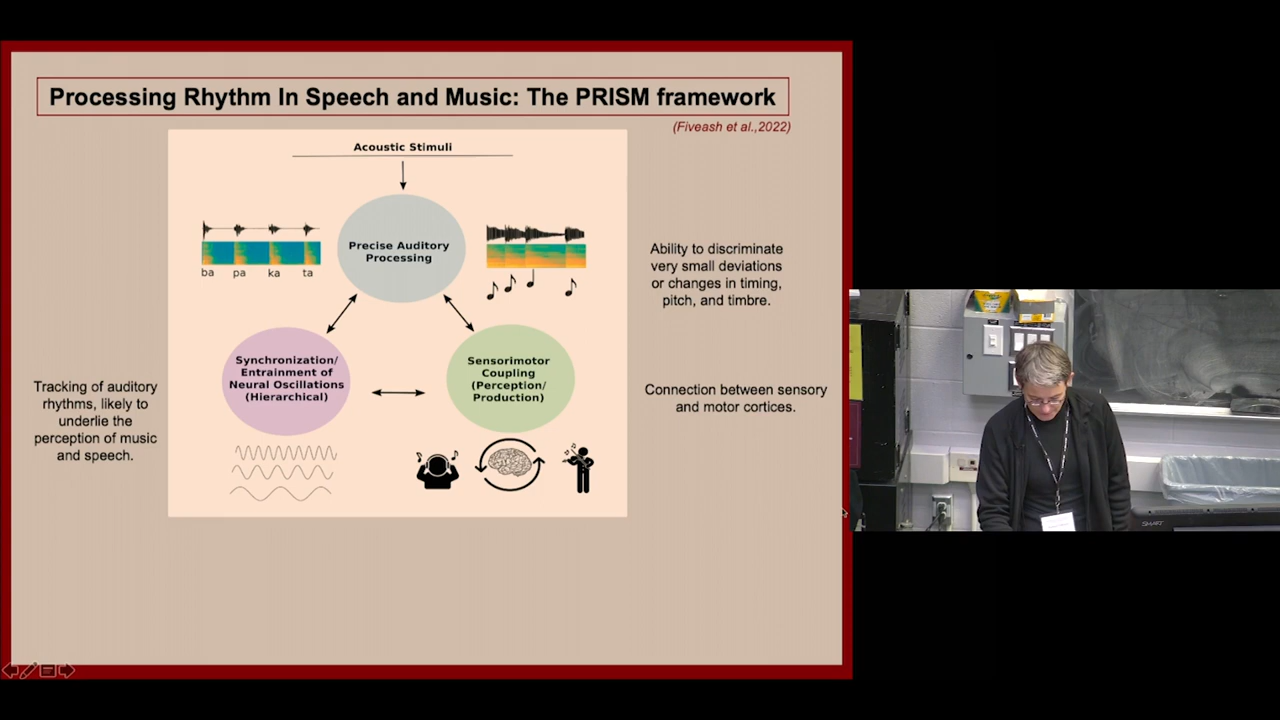 Processing Rhythm In Speech and Music: The PRISM framework
(Fiveash et al.,2022)
Acoustic Stimuli
Precise Auditory
Processing
ba pa ka ta
Ability to discriminate
very small deviations
or changes in timing,
pitch, and timbre.
Synchronization/
Entrainment of
Neural Oscillations
(Hierarchical)
Sensorimotor
Coupling
(Perception/
Production)
Tracking of auditory
rhythms, likely to
underlie the
perception of music
and speech.
Connection between sensory
and motor cortices.
SMART